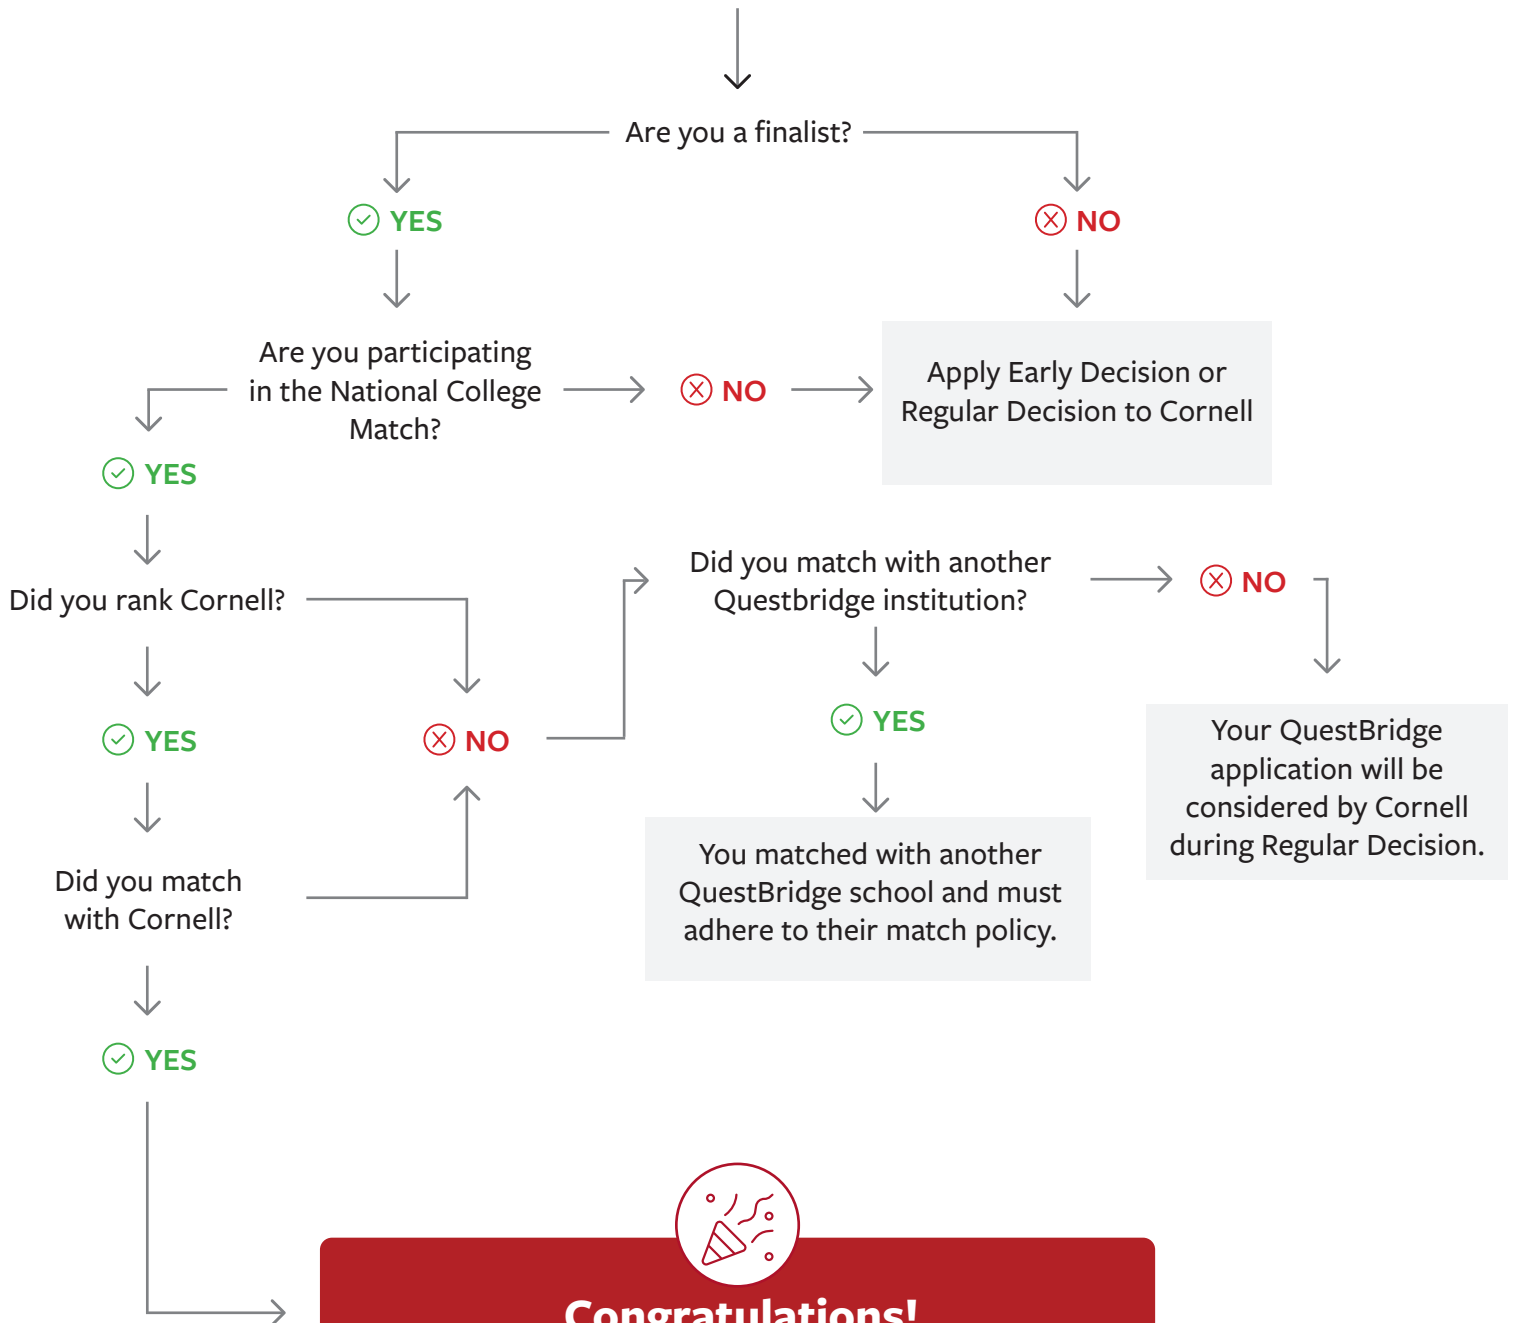 Are you a finalist?
YES
NO
Are you participating
in the National College
Match?
NO
Apply Early Decision or
Regular Decision to Cornell
YES
Did you rank Cornell?
Did you match with another
Questbridge institution?
NO
YES
NO
YES
Your QuestBridge
application will be
considered by Cornell
during Regular Decision.
Did you match
with Cornell?
You matched with another
QuestBridge school and must
adhere to their match policy.
YES
Congratulations!